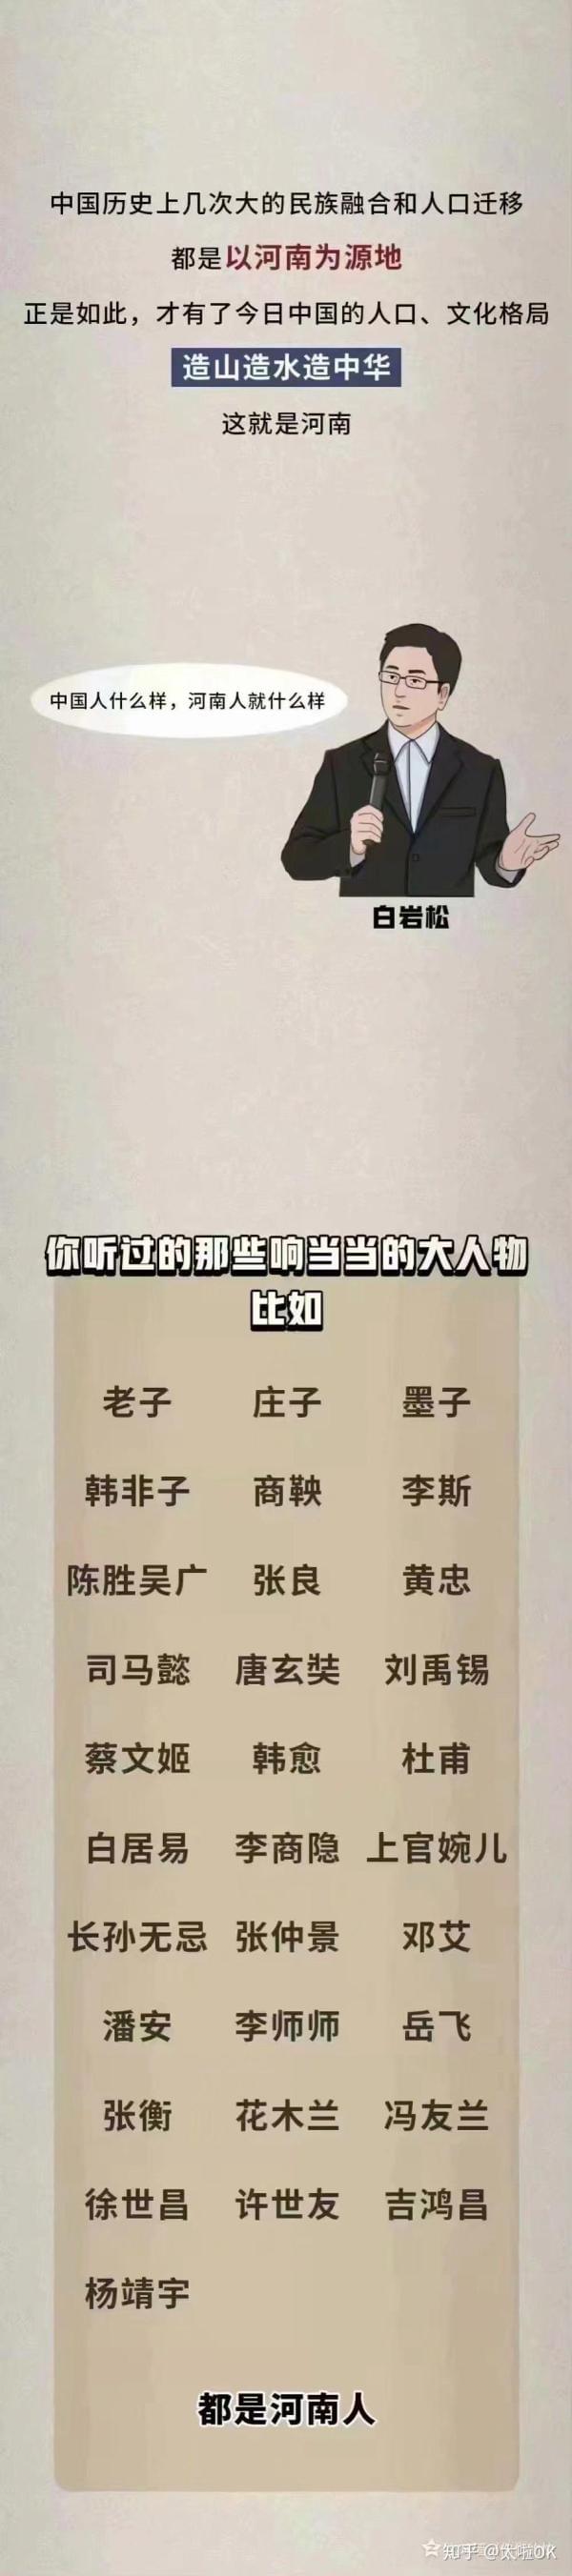 中国历史上几次大的民族融合和人口迁移
都是以河南为源地
正是如此，才有了今日中国的人口、文化格局
造山造水造中华
这就是河南
中国人什么样，河南人就什么样
白岩松
你听过的那些响当当的大人物
比如
老子 庄子 墨子
韩非子 商鞅 李斯
陈胜吴广 张良 黄忠
司马懿 唐玄奘 刘禹锡
蔡文姬 韩愈 杜甫
白居易 李商隐 上官婉儿
长孙无忌 张仲景 邓艾
潘安 李师师 岳飞
张衡 花木兰 冯友兰
徐世昌 许世友 吉鸿昌
杨靖宇
都是河南人
知乎 @太啦OK